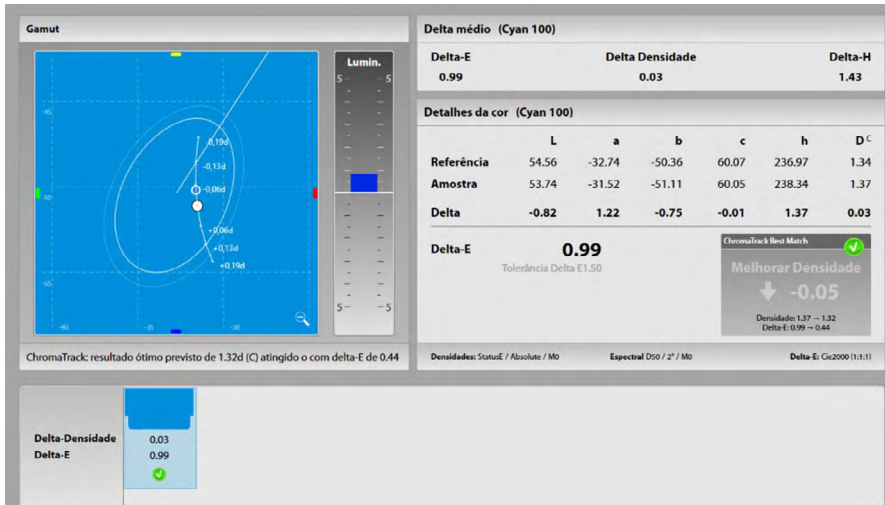 Gamut
Lumin.
5 5
-45
-50
-55
-40 -35 -30
-0,19d
-0,13d
-0,06d
+0,06d
+0,13d
+0,19d
5 5
ChromaTrack: resultado ótimo previsto de 1.32d (C) atingido o com delta-E de 0.44
Delta médio (Cyan 100)
Delta-E Delta Densidade Delta-H
0.99 0.03 1.43
Detalhes da cor (Cyan 100)
L a b c h D C
Referência 54.56 -32.74 -50.36 60.07 236.97 1.34
Amostra 53.74 -31.52 -51.11 60.05 238.34 1.37
Delta -0.82 1.22 -0.75 -0.01 1.37 0.03
Delta-E 0.99
Tolerância Delta E1.50
ChromaTrack Best Match
Melhorar Densidade
-0.05
Densidade: 1.37 → 1.32
Delta-E: 0.99 → 0.44
Densidades: StatusE / Absolute / M0 Espectral D50 / 2° / M0 Delta-E: Cie2000 (1:1:1)
Delta-Densidade 0.03
Delta-E 0.99